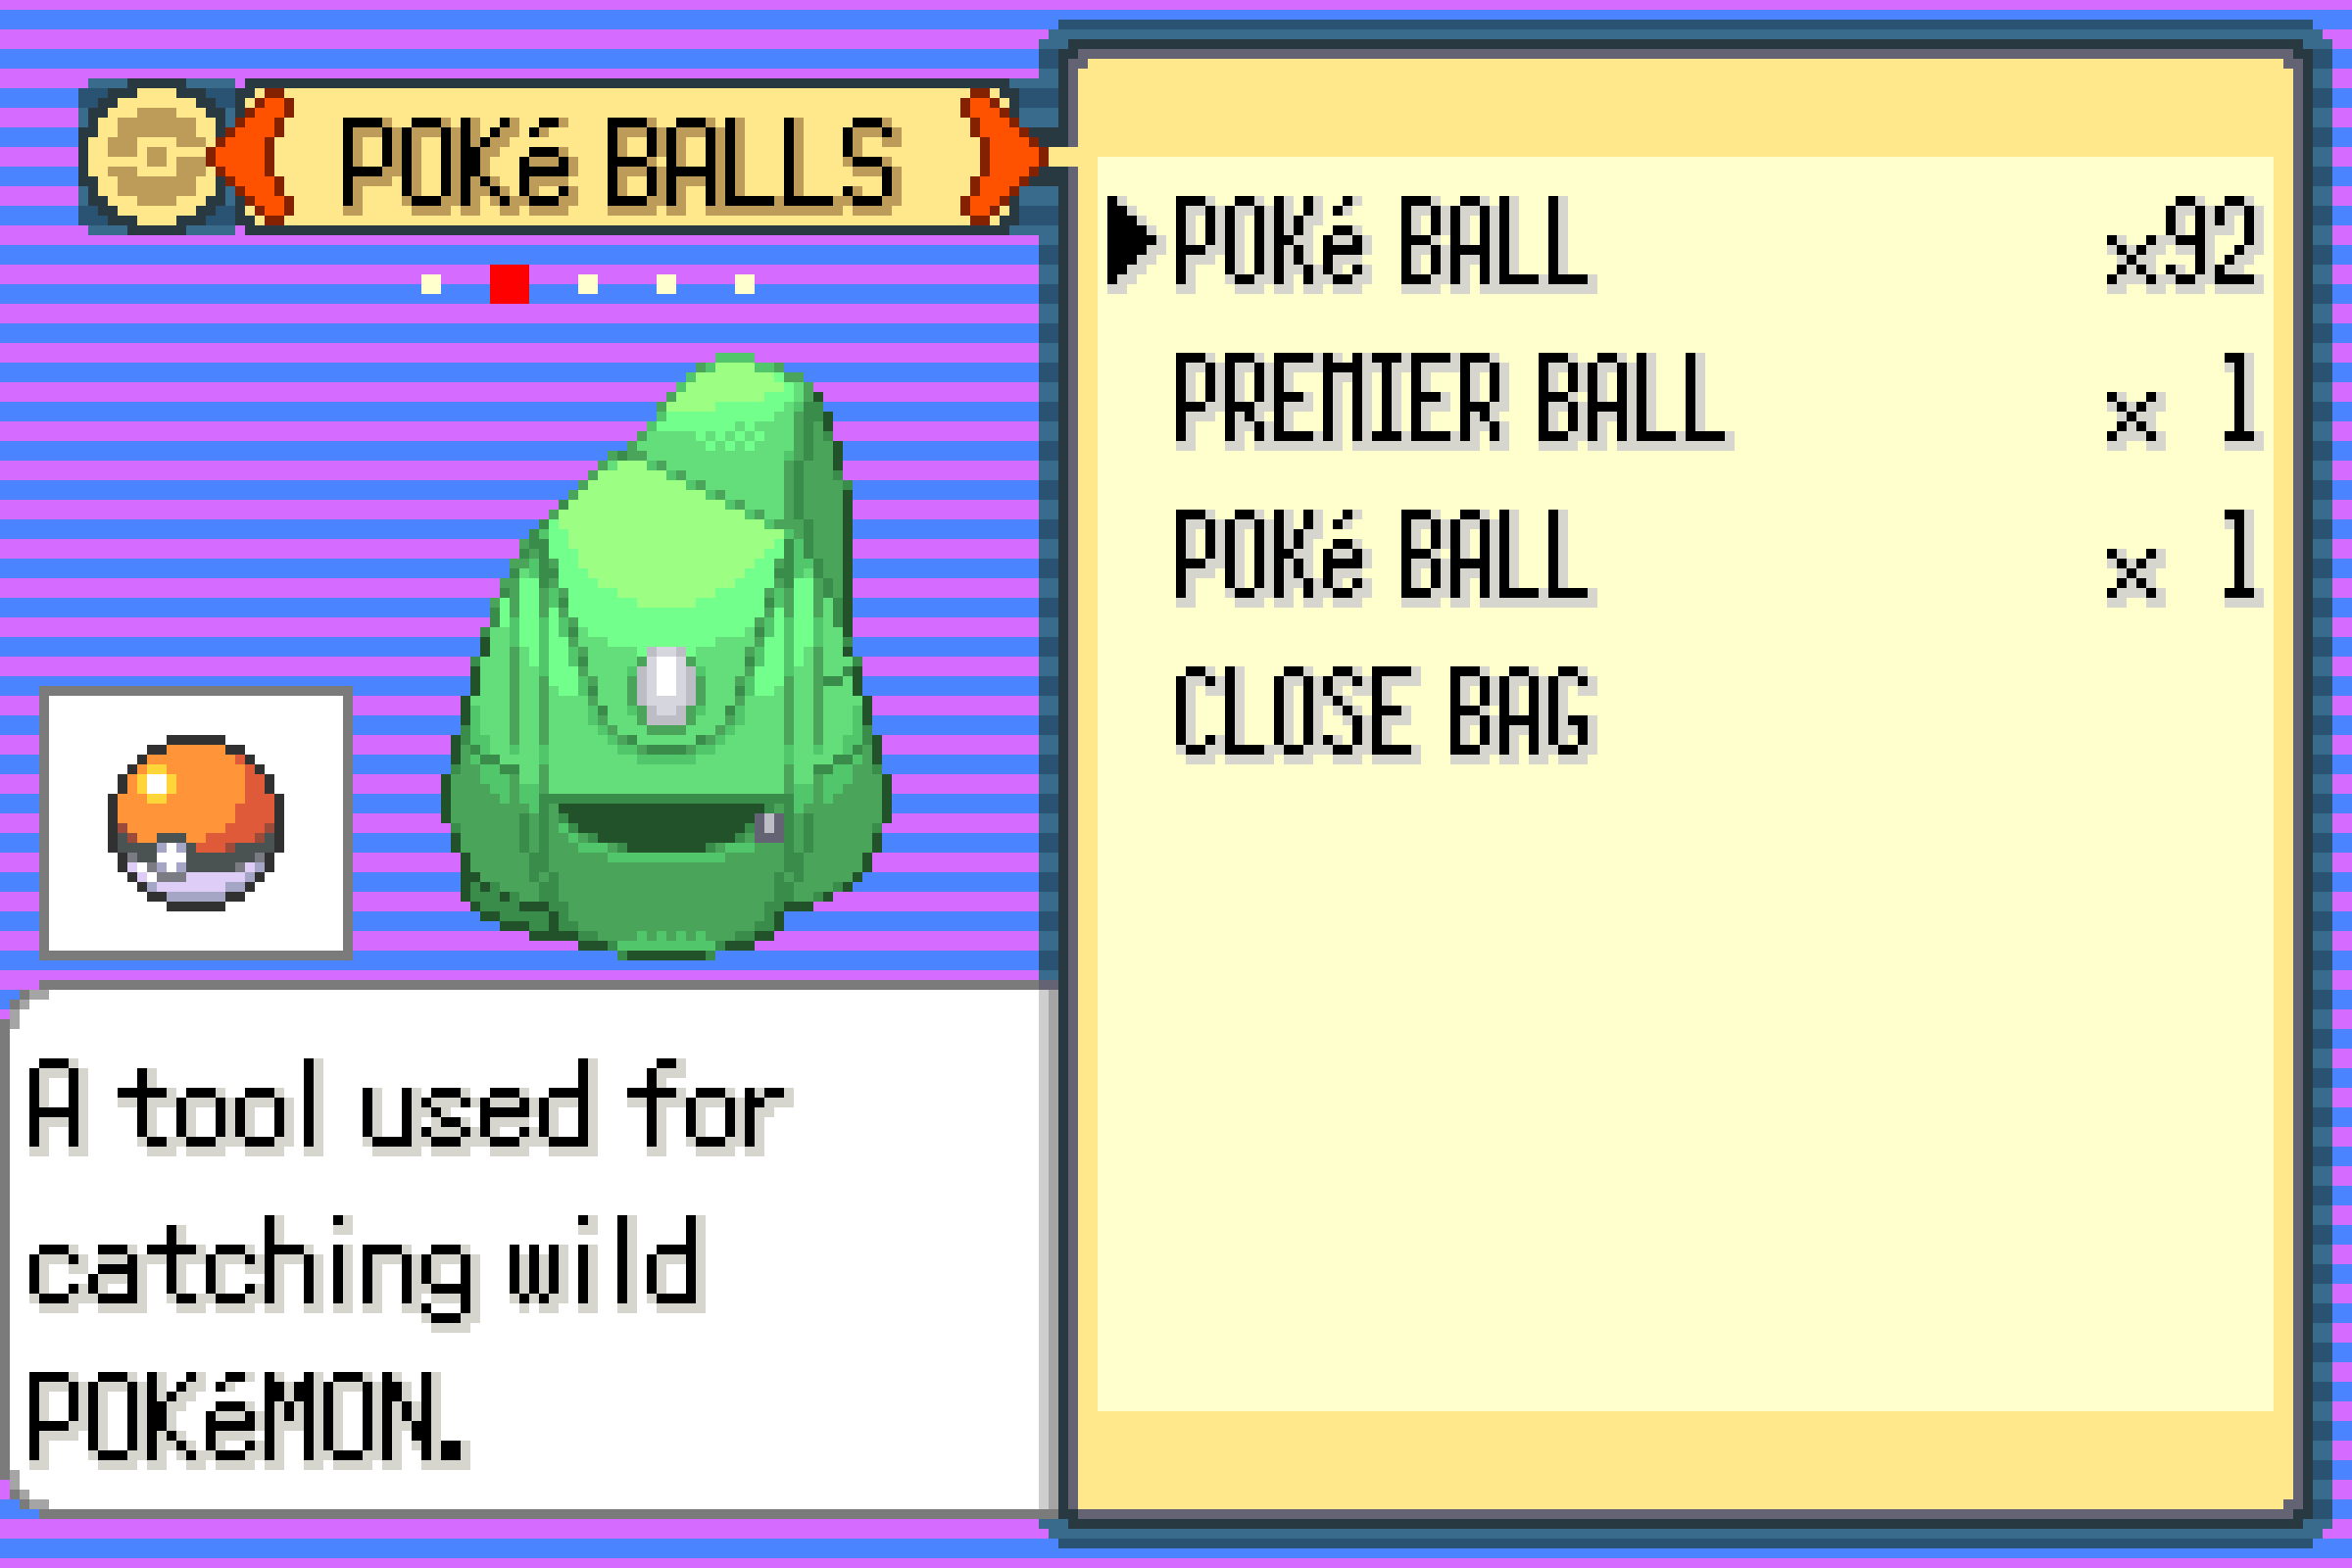 POKé BALLS
POKé BALL x92
PREMIER BALL x 1
POKé BALL x 1
CLOSE BAG
A tool used for
catching wild
POKéMON.